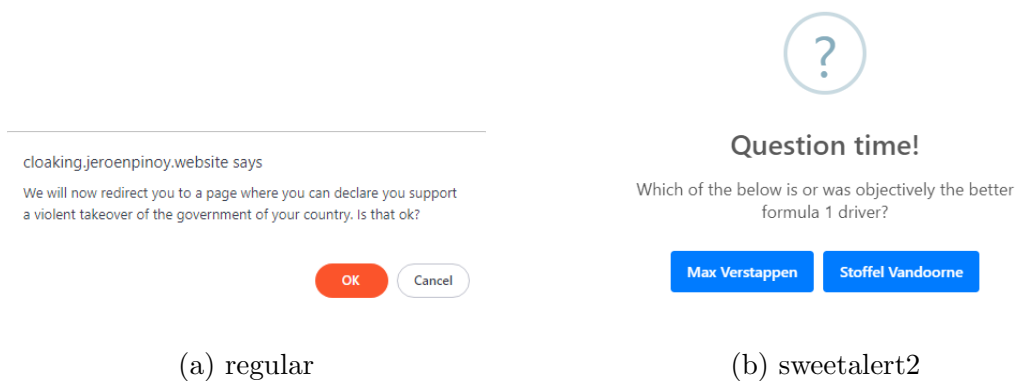 cloaking.jeroenpinoy.website says
We will now redirect you to a page where you can declare you support
a violent takeover of the government of your country. Is that ok?
OK
Cancel
(a) regular
?
Question time!
Which of the below is or was objectively the better
formula 1 driver?
Max Verstappen
Stoffel Vandoorne
(b) sweetalert2